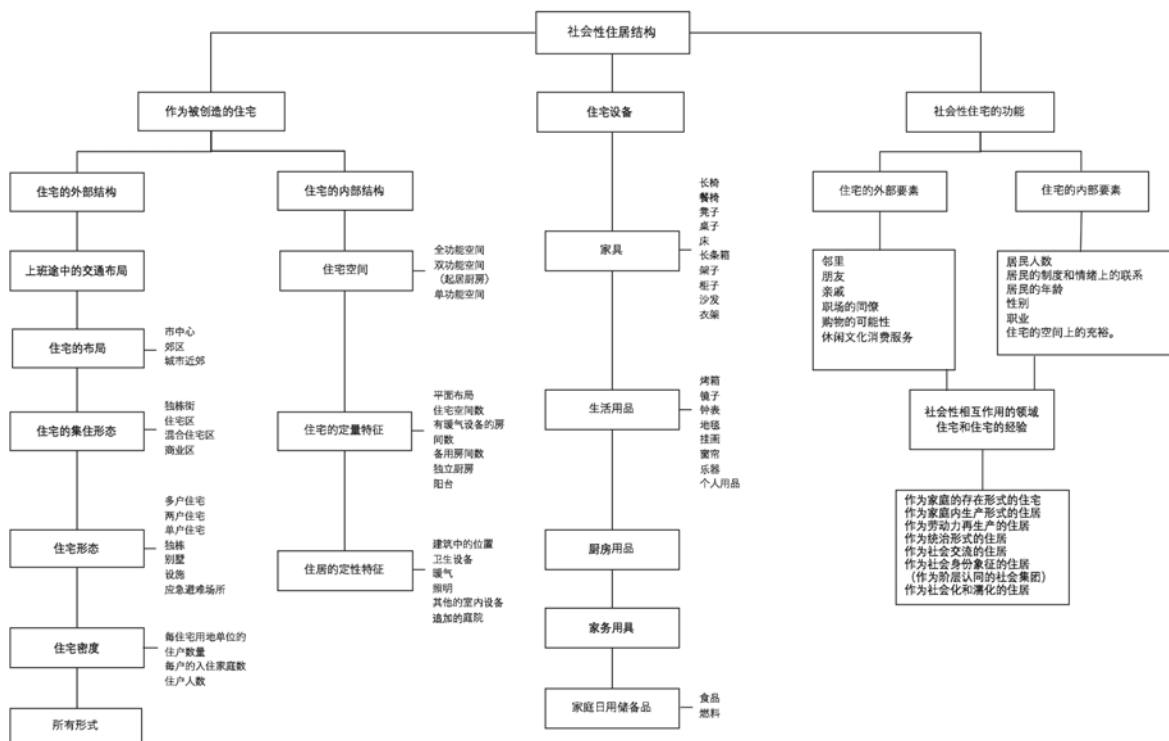 社会性住居结构
作为被创造的住宅
住宅的外部结构
上班途中的交通布局
住宅的布局
市中心
郊区
城市近郊
住宅的集住形态
独栋街
住宅区
混合住宅区
商业区
住宅形态
多户住宅
两户住宅
单户住宅
独栋
别墅
设施
应急避难场所
住宅密度
每住宅用地单位的
住户数量
每户的入住家庭数
住户人数
所有形式
住宅的内部结构
住宅空间
全功能空间
双功能空间
（起居厨房）
单功能空间
住宅的定量特征
平面布局
住宅空间数
有暖气设备的房
间数
备用房间数
独立厨房
阳台
住居的定性特征
建筑中的位置
卫生设备
暖气
照明
其他的室内设备
追加的庭院
住宅设备
家具
长椅
餐椅
凳子
桌子
床
长条箱
架子
柜子
沙发
衣架
生活用品
烤箱
镜子
钟表
地毯
挂画
窗帘
乐器
个人用品
厨房用品
家务用具
家庭日用储备品
食品
燃料
社会性住宅的功能
住宅的外部要素
邻里
朋友
亲戚
职场的同僚
购物的可能性
休闲文化消费服务
住宅的内部要素
居民人数
居民的制度和情绪上的联系
居民的年龄
性别
职业
住宅的空间上的充裕。
社会性相互作用的领域
住宅和住宅的经验
作为家庭的存在形式的住宅
作为家庭内生产形式的住居
作为劳动力再生产的住居
作为统治形式的住居
作为社会交流的住居
作为社会身份象征的住居
（作为阶层认同的社会集团）
作为社会化和濡化的住居